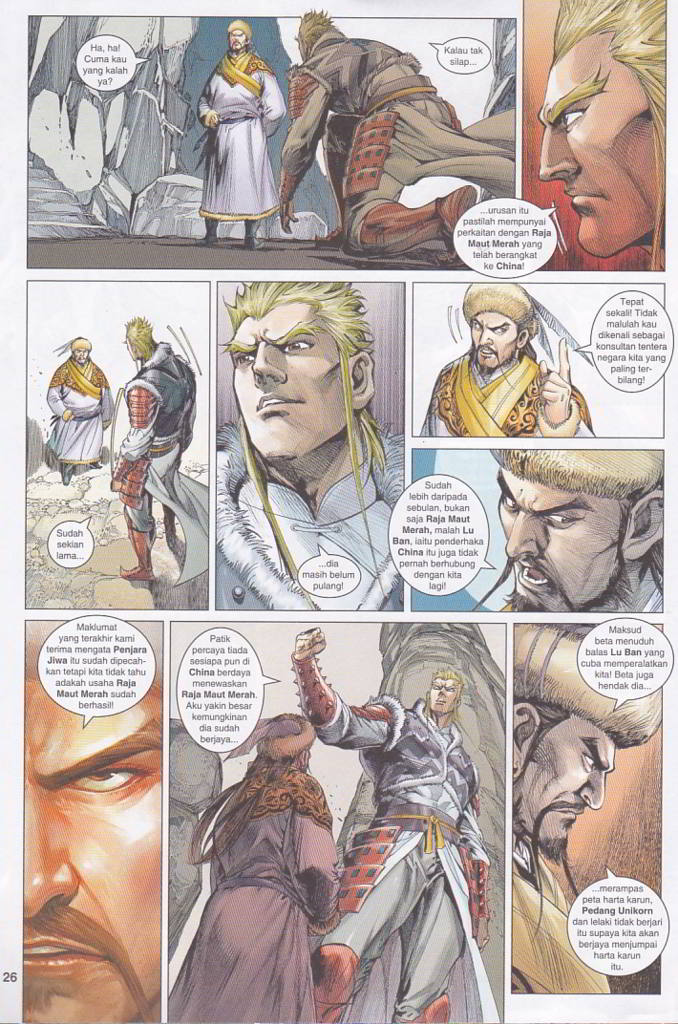 Ha, ha!
Cuma kau
yang kalah
ya?
Kalau tak
silap...
...urusan itu
pastilah mempunyai
perkaitan dengan Raja
Maut Merah yang
telah berangkat
ke China!
Sudah
sekian
lama...
...dia
masih belum
pulang!
Tepat
sekali! Tidak
malulah kau
dikenali sebagai
konsultan tentera
negara kita yang
paling ter-
bilang!
Sudah
lebih daripada
sebulan, bukan
saja Raja Maut
Merah, malah Lu
Ban, iaitu penderhaka
China itu juga tidak
pernah berhubung
dengan kita
lagi!
Maklumat
yang terakhir kami
terima mengata Penjara
Jiwa itu sudah dipecah-
kan tetapi kita tidak tahu
adakah usaha Raja
Maut Merah sudah
berhasil!
Patik
percaya tiada
sesiapa pun di
China berdaya
menewaskan
Raja Maut Merah.
Aku yakin besar
kemungkinan
dia sudah
berjaya...
Maksud
beta menuduh
balas Lu Ban yang
cuba memperalatkan
kita! Beta juga
hendak dia...
...merampas
peta harta karun,
Pedang Unikorn
dan lelaki tidak berjari
itu supaya kita akan
berjaya menjumpai
harta karun
itu.
26